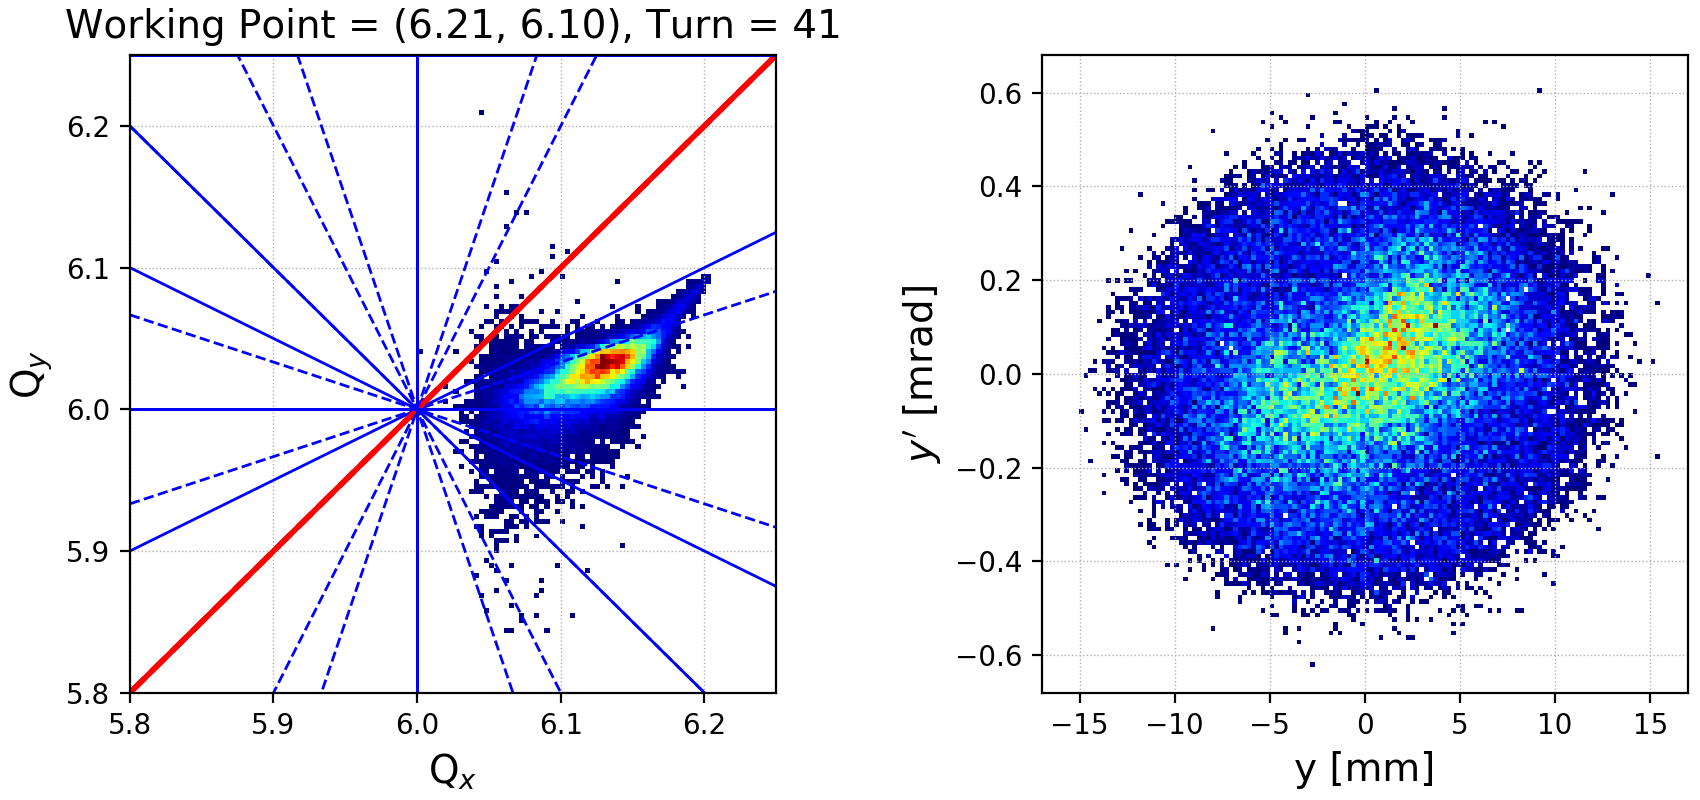 Working Point = (6.21, 6.10), Turn = 41
6.2
6.1
6.0
5.9
5.8
Q_y
5.8 5.9 6.0 6.1 6.2
Q_x
0.6
0.4
0.2
0.0
−0.2
−0.4
−0.6
y′ [mrad]
−15 −10 −5 0 5 10 15
y [mm]